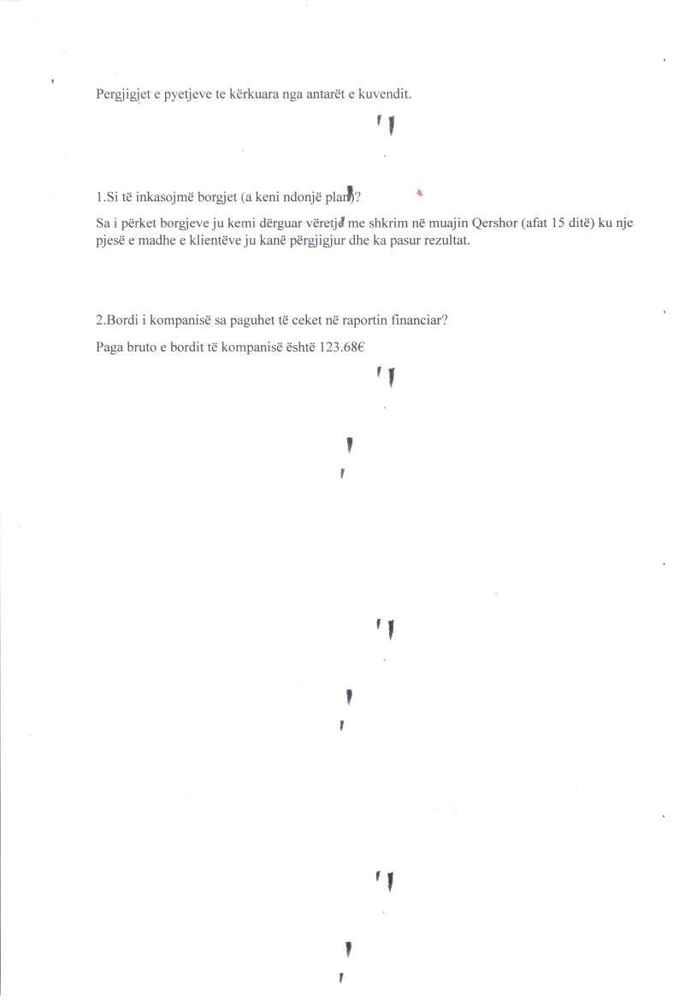 Pergjigjet e pyetjeve te kërkuara nga antarët e kuvendit.
1.Si të inkasojmë borgjet (a keni ndonjë plan)?
Sa i përket borgjeve ju kemi dërguar vëretje me shkrim në muajin Qershor (afat 15 ditë) ku nje
pjesë e madhe e klientëve ju kanë përgjigjur dhe ka pasur rezultat.
2.Bordi i kompanisë sa paguhet të ceket në raportin financiar?
Paga bruto e bordit të kompanisë është 123.68€